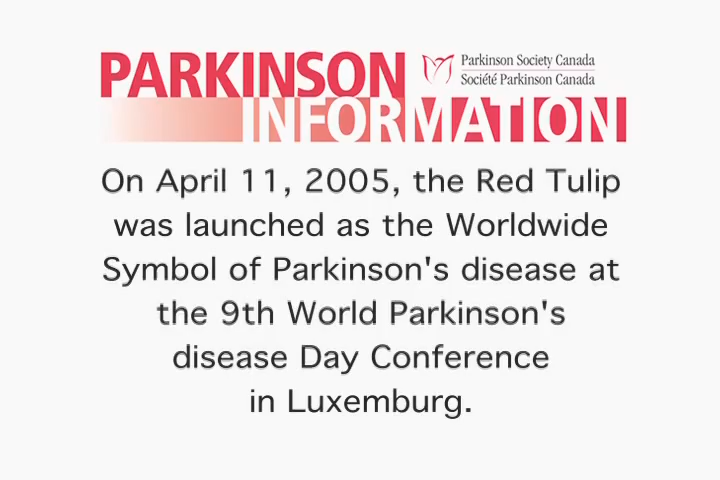 PARKINSON
Parkinson Society Canada
Société Parkinson Canada
INFORMATION
On April 11, 2005, the Red Tulip
was launched as the Worldwide
Symbol of Parkinson's disease at
the 9th World Parkinson's
disease Day Conference
in Luxemburg.